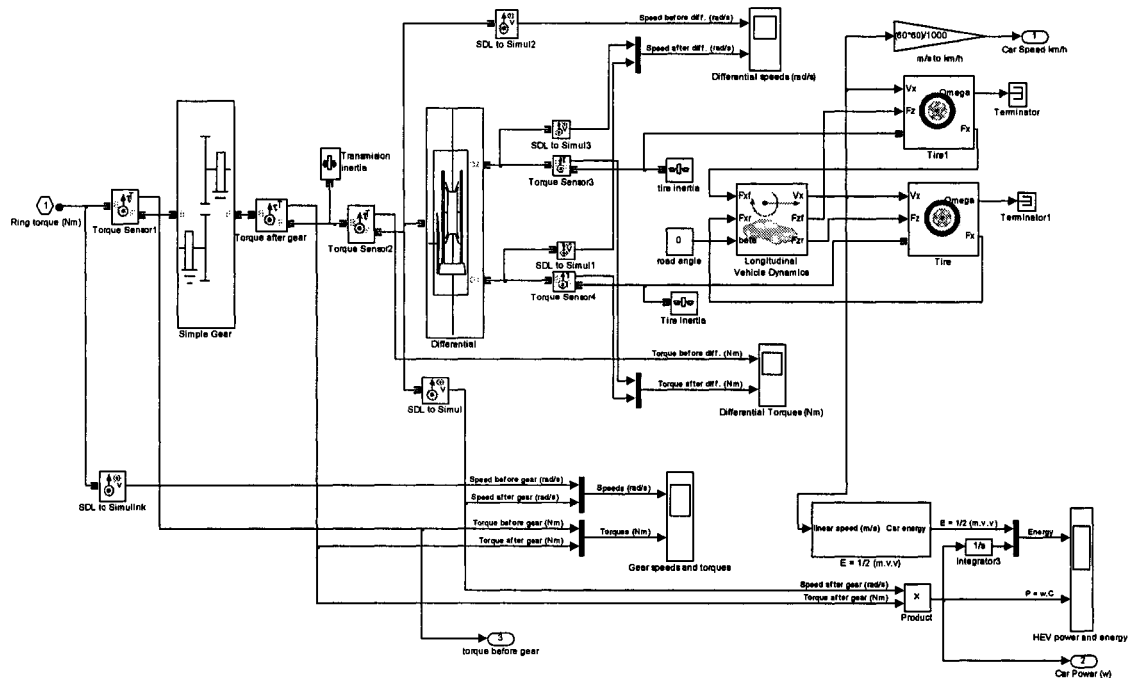 SDL to Simul2
Speed before diff. (rad/s)
Speed after diff. (rad/s)
Differential speeds (rad/s)
(60*60)/1000
m/s to km/h
1
Car Speed km/h
Vx
Fz
Omega
Fx
Tire1
Terminator
Transmision
inertia
SDL to Simul3
Torque Sensor3
tire inertia
1
Ring torque (Nm)
Torque Sensor1
Simple Gear
Torque after gear
Torque Sensor2
Differential
SDL to Simul1
Torque Sensor4
Tire Inertia
0
road angle
Fxf
Fxr
beta
Vx
Fzf
Fzr
Longitudinal
Vehicle Dynamics
Vx
Fz
Omega
Fx
Tire
Terminator1
SDL to Simul
Torque before diff. (Nm)
Torque after diff. (Nm)
Differential Torques (Nm)
SDL to Simulink
Speed before gear (rad/s)
Speed after gear (rad/s)
Speeds (rad/s)
Torque before gear (Nm)
Torque after gear (Nm)
Torques (Nm)
Gear speeds and torques
linear speed (m/s)
Car energy
E = 1/2 (m.v.v)
E = 1/2 (m.v.v)
1/s
Integrator3
Energy
Speed after gear (rad/s)
Torque after gear (Nm)
x
Product
P = w.C
HEV power and energy
3
torque before gear
2
Car Power (w)